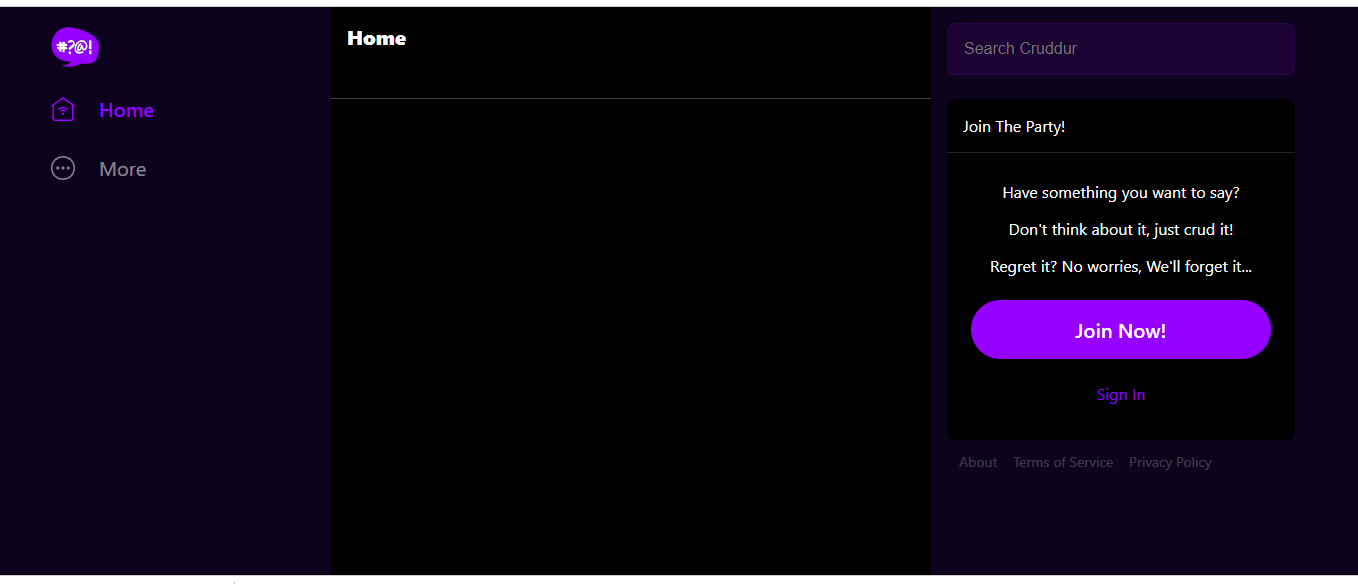 #?@!
Home
More
Home
Search Cruddur
Join The Party!
Have something you want to say?
Don't think about it, just crud it!
Regret it? No worries, We'll forget it...
Join Now!
Sign In
About Terms of Service Privacy Policy